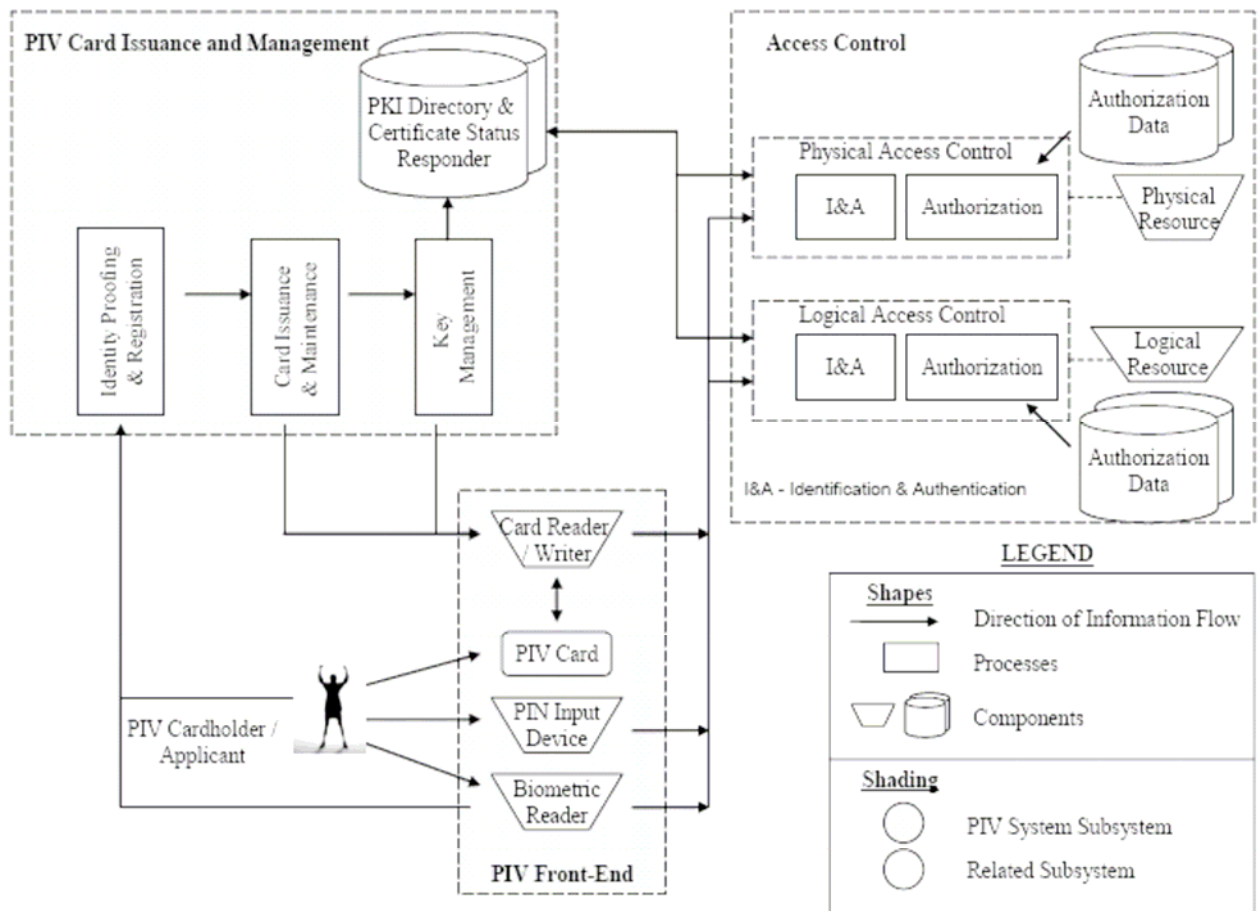 PIV Card Issuance and Management
PKI Directory &
Certificate Status
Responder
Identity Proofing
& Registration
Card Issuance
& Maintenance
Key
Management
Access Control
Authorization
Data
Physical Access Control
I&A
Authorization
Physical
Resource
Logical Access Control
I&A
Authorization
Logical
Resource
Authorization
Data
I&A - Identification & Authentication
Card Reader
/ Writer
PIV Card
PIN Input
Device
Biometric
Reader
PIV Front-End
PIV Cardholder /
Applicant
LEGEND
Shapes
Direction of Information Flow
Processes
Components
Shading
PIV System Subsystem
Related Subsystem